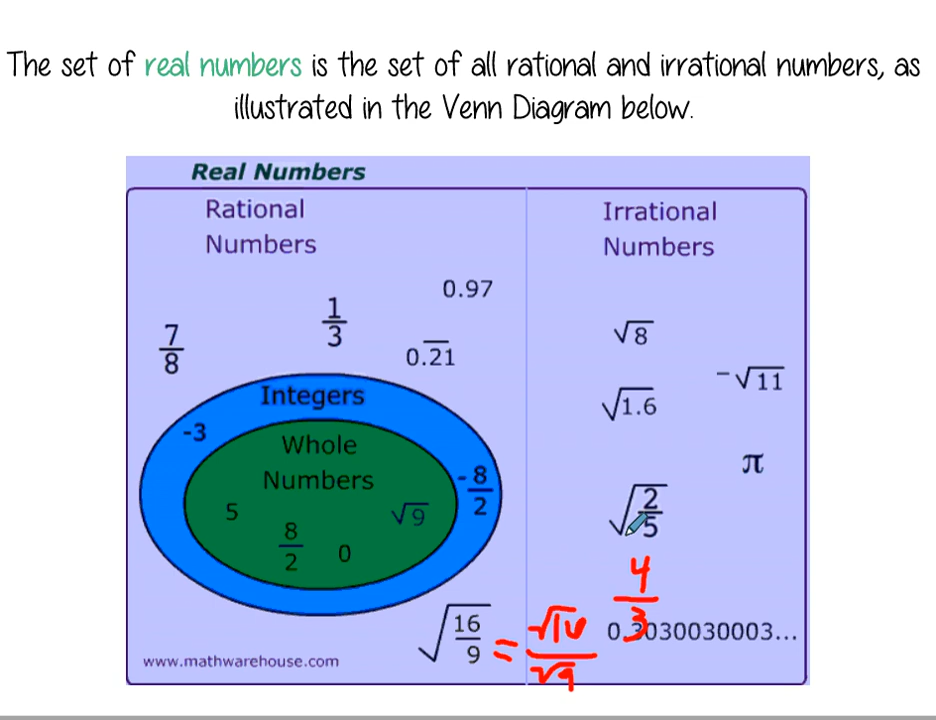 The set of real numbers is the set of all rational and irrational numbers, as
illustrated in the Venn Diagram below.
Real Numbers
Rational
Numbers
Irrational
Numbers
0.97
1/3
7/8
0.2̅1̅
√8
-√11
√1.6
π
√(2/5)
Integers
-3
Whole
Numbers
-8/2
5
8/2
0
√9
√(16/9) = √16/√9
4/3
0.3030030003...
www.mathwarehouse.com